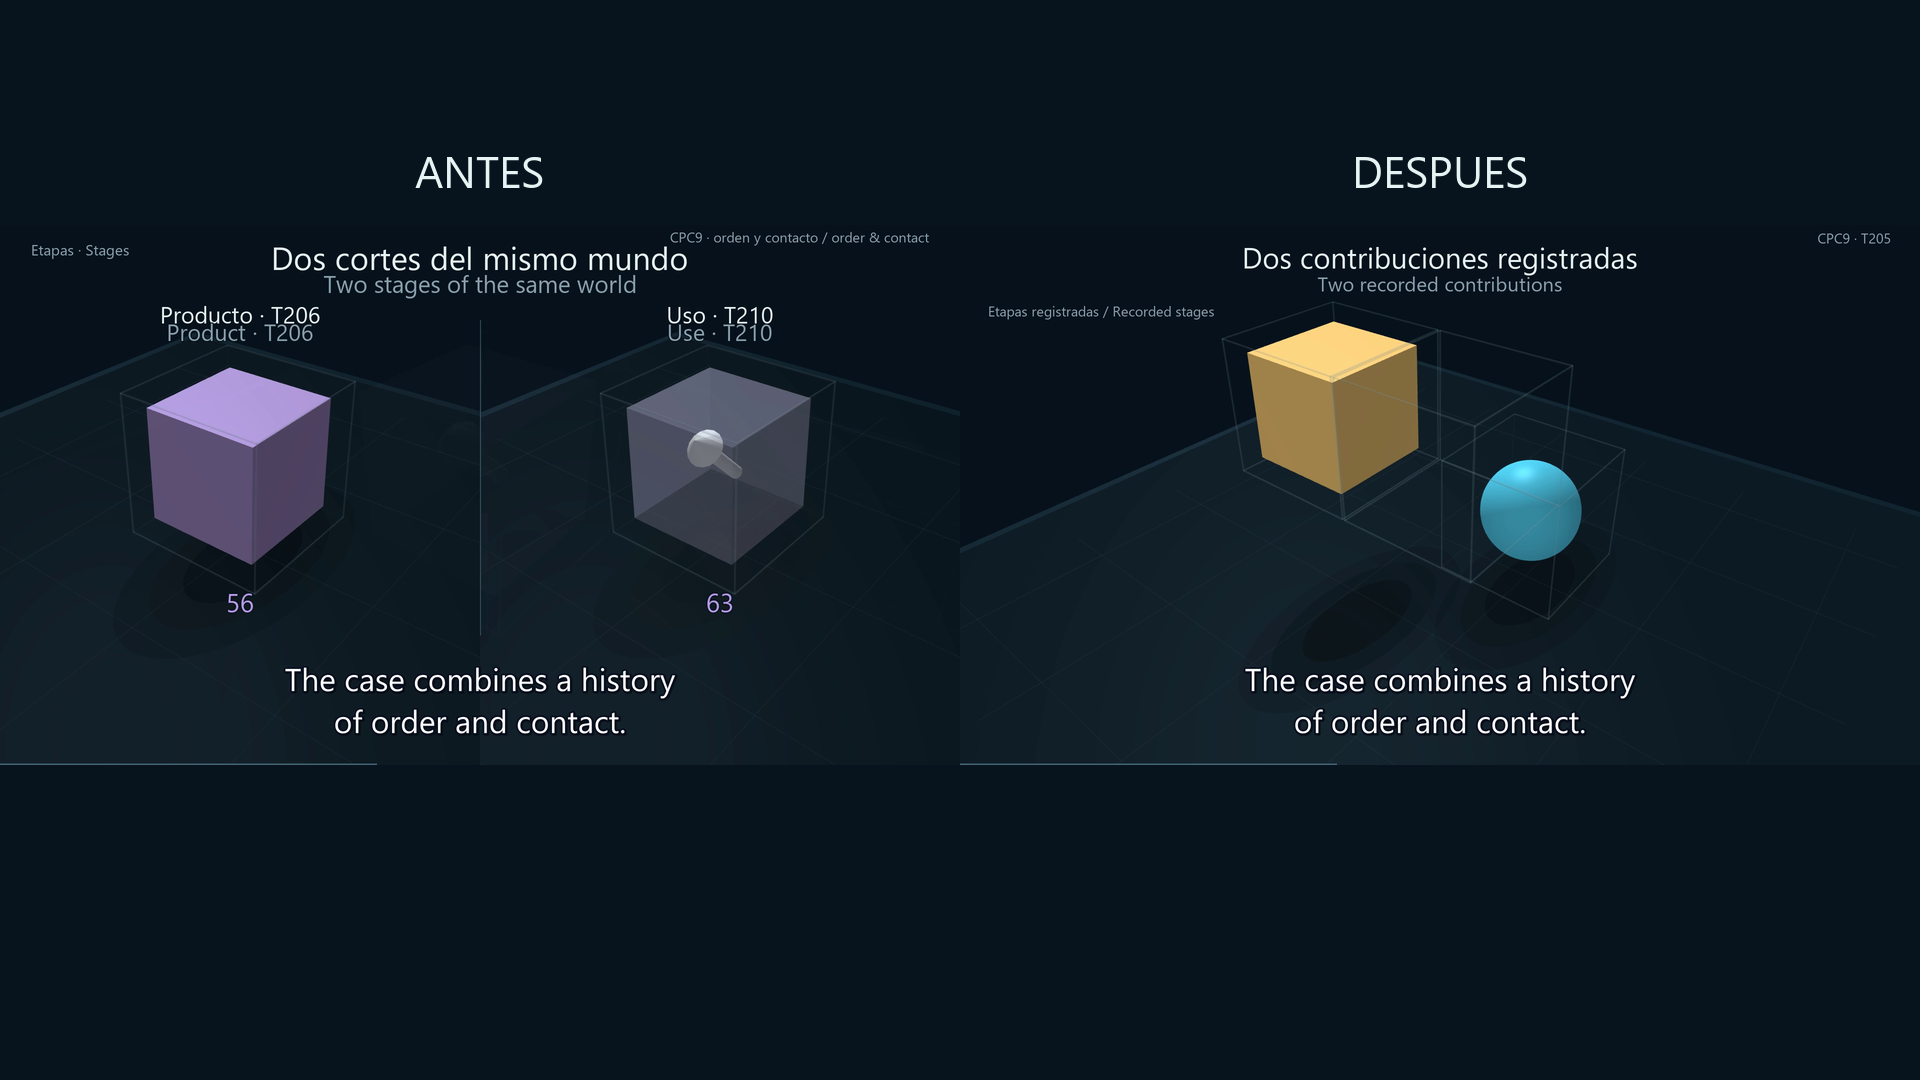 ANTES
Etapas · Stages
CPC9 · orden y contacto / order & contact
Dos cortes del mismo mundo
Two stages of the same world
Producto · T206
Product · T206
Uso · T210
Use · T210
56
63
The case combines a history
of order and contact.
DESPUES
CPC9 · T205
Dos contribuciones registradas
Two recorded contributions
Etapas registradas / Recorded stages
The case combines a history
of order and contact.